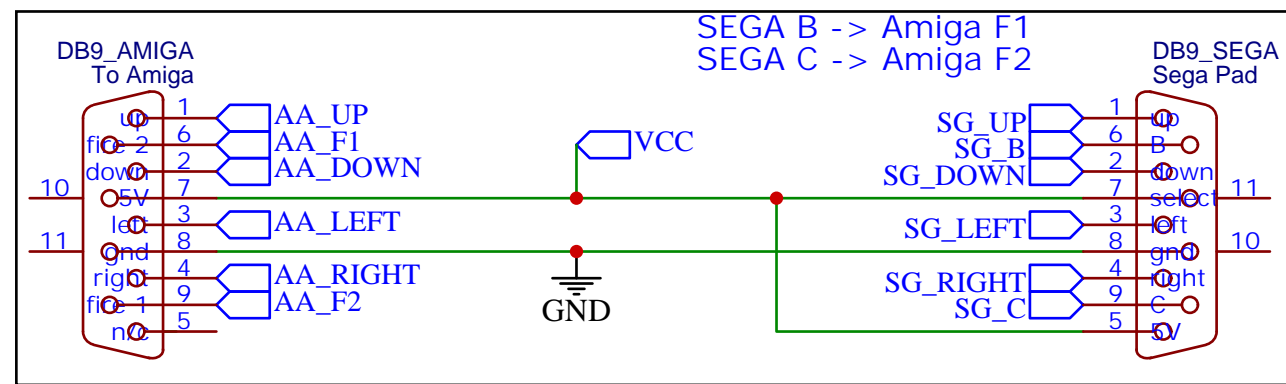 SEGA B -> Amiga F1
SEGA C -> Amiga F2
DB9_AMIGA
To Amiga
up 1 AA_UP
fire 2 6 AA_F1
down 2 AA_DOWN
10 5V 7
left 3 AA_LEFT
11 gnd 8
right 4 AA_RIGHT
fire 1 9 AA_F2
n/c 5
VCC
GND
DB9_SEGA
Sega Pad
SG_UP 1 up
SG_B 6 B
SG_DOWN 2 down
7 select 11
SG_LEFT 3 left
8 gnd 10
SG_RIGHT 4 right
SG_C 9 C
5 5V